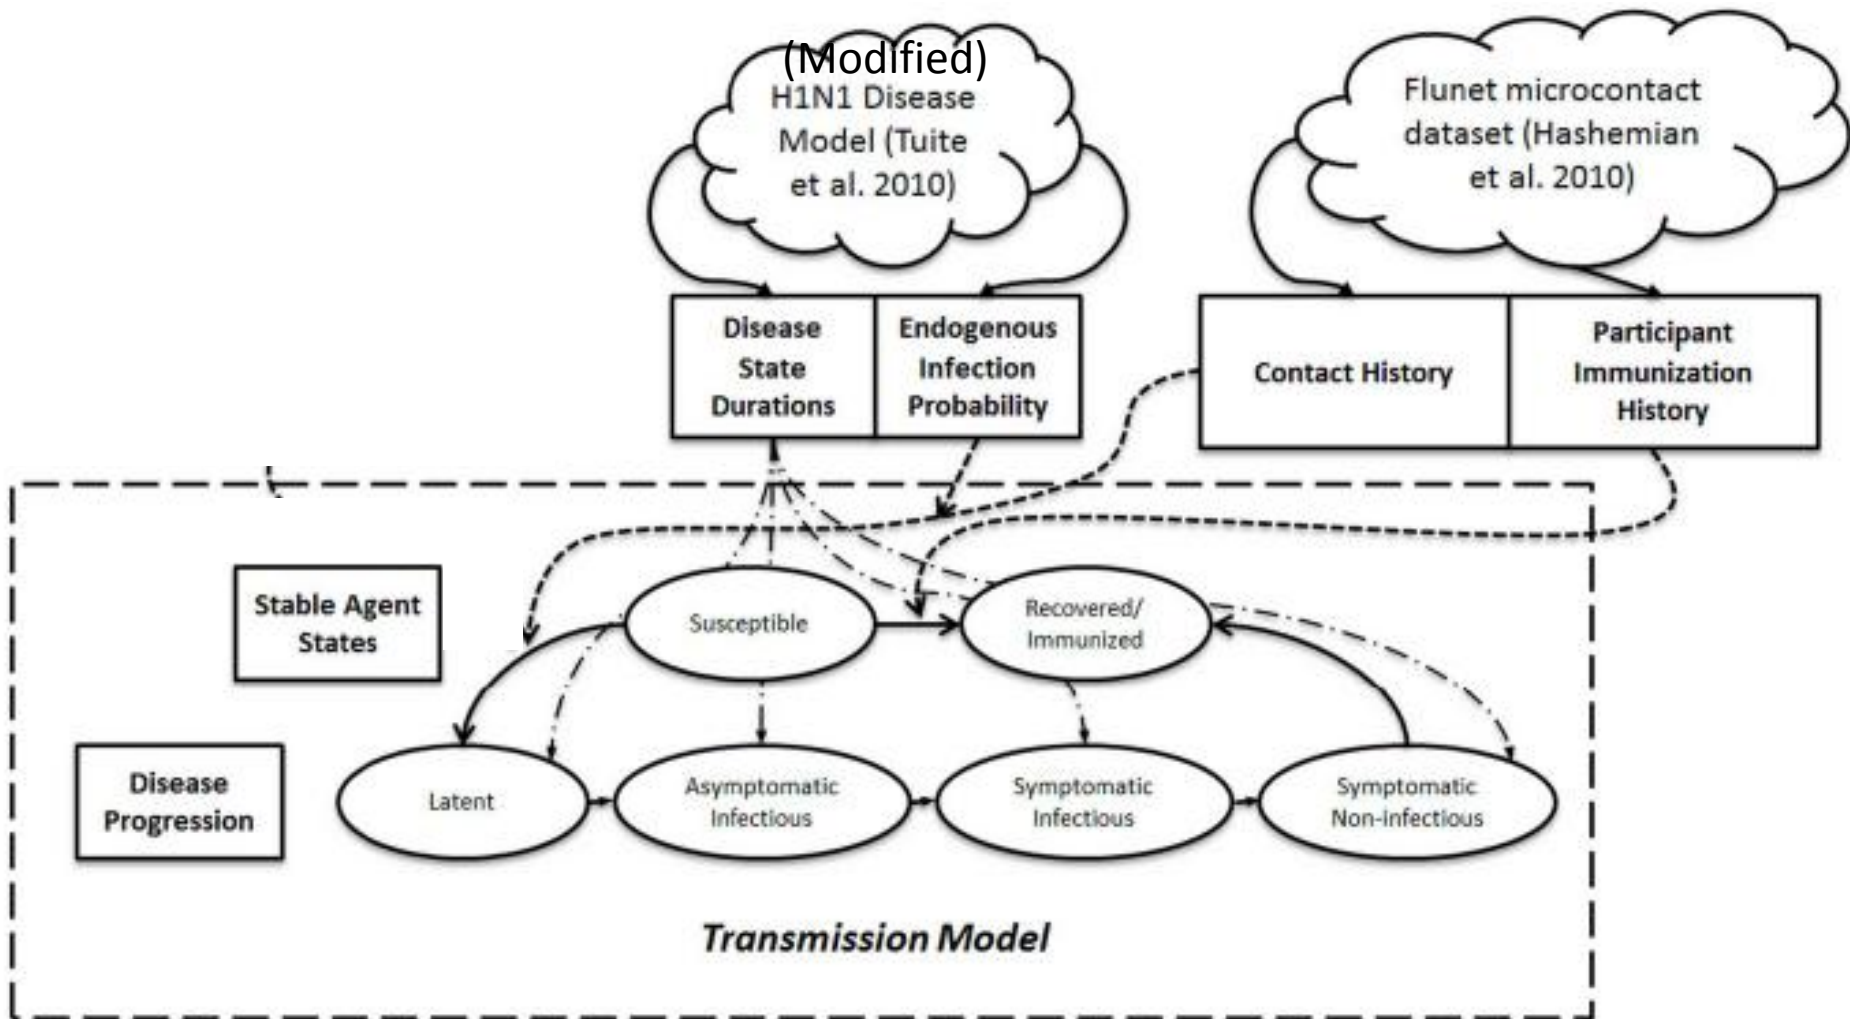 (Modified)
H1N1 Disease
Model (Tuite
et al. 2010)
Flunet microcontact
dataset (Hashemian
et al. 2010)
Disease
State
Durations
Endogenous
Infection
Probability
Contact History
Participant
Immunization
History
Stable Agent
States
Susceptible
Recovered/
Immunized
Disease
Progression
Latent
Asymptomatic
Infectious
Symptomatic
Infectious
Symptomatic
Non-infectious
Transmission Model